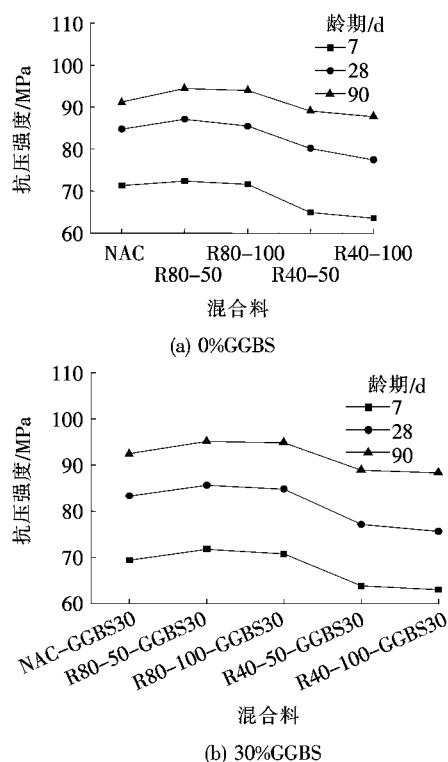 110
100
90
80
70
60
抗压强度/MPa
龄期/d
7
28
90
NAC
R80-50
R80-100
R40-50
R40-100
混合料
(a) 0%GGBS
110
100
90
80
70
60
抗压强度/MPa
龄期/d
7
28
90
NAC-GGBS30
R80-50-GGBS30
R80-100-GGBS30
R40-50-GGBS30
R40-100-GGBS30
混合料
(b) 30%GGBS